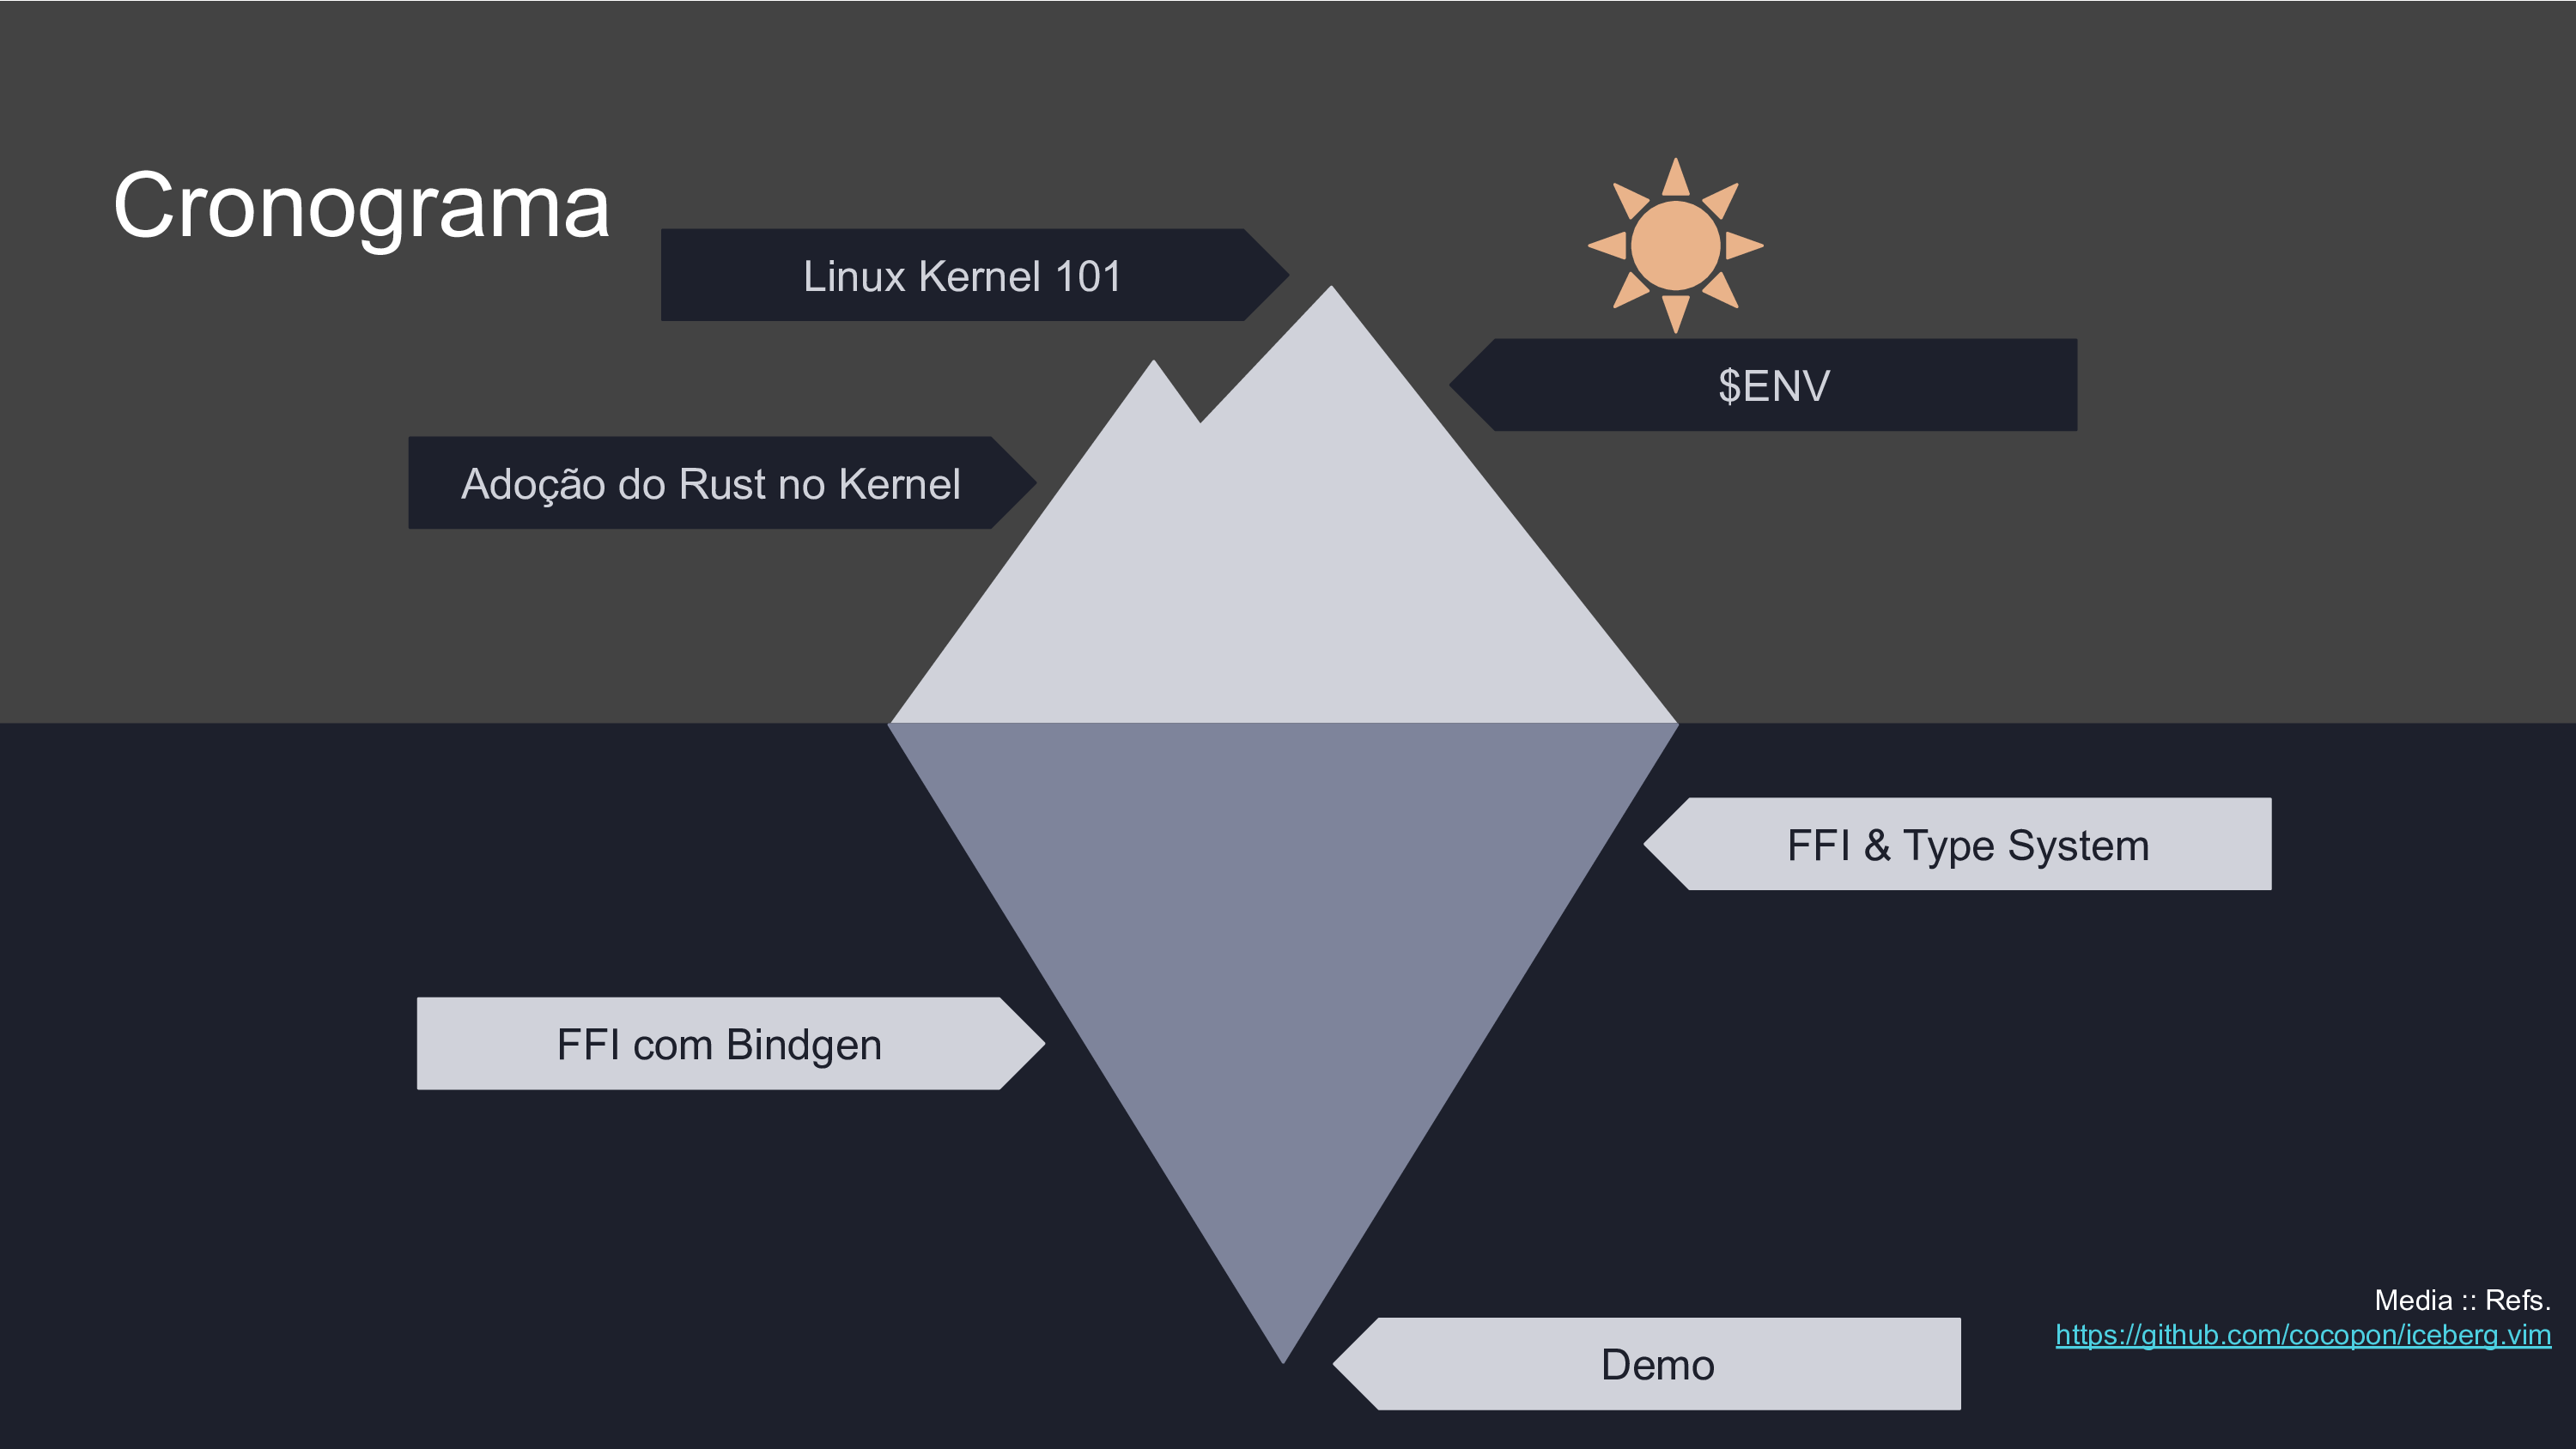 Cronograma
Linux Kernel 101
$ENV
Adoção do Rust no Kernel
FFI & Type System
FFI com Bindgen
Demo
Media :: Refs.
https://github.com/cocopon/iceberg.vim